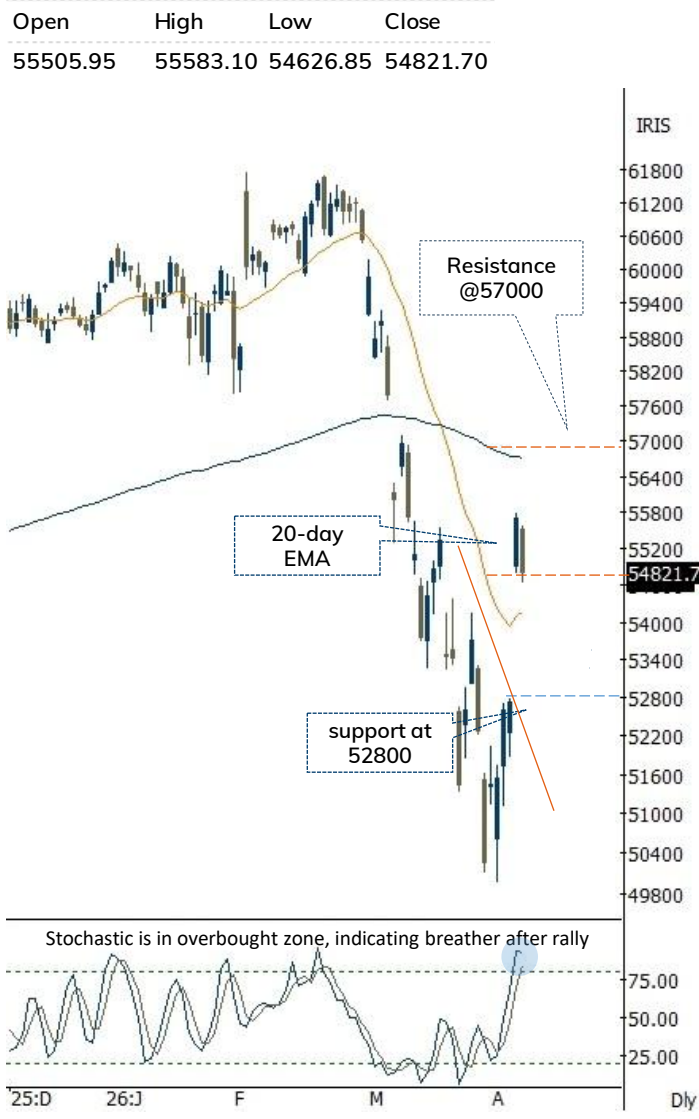 Open High Low Close
55505.95 55583.10 54626.85 54821.70
IRIS
61800
61200
60600
60000
59400
58800
58200
57600
57000
56400
55800
55200
54821.7
54000
53400
52800
52200
51600
51000
50400
49800
Resistance
@57000
20-day
EMA
support at
52800
Stochastic is in overbought zone, indicating breather after rally
75.00
50.00
25.00
25:D 26:J F M A Dly